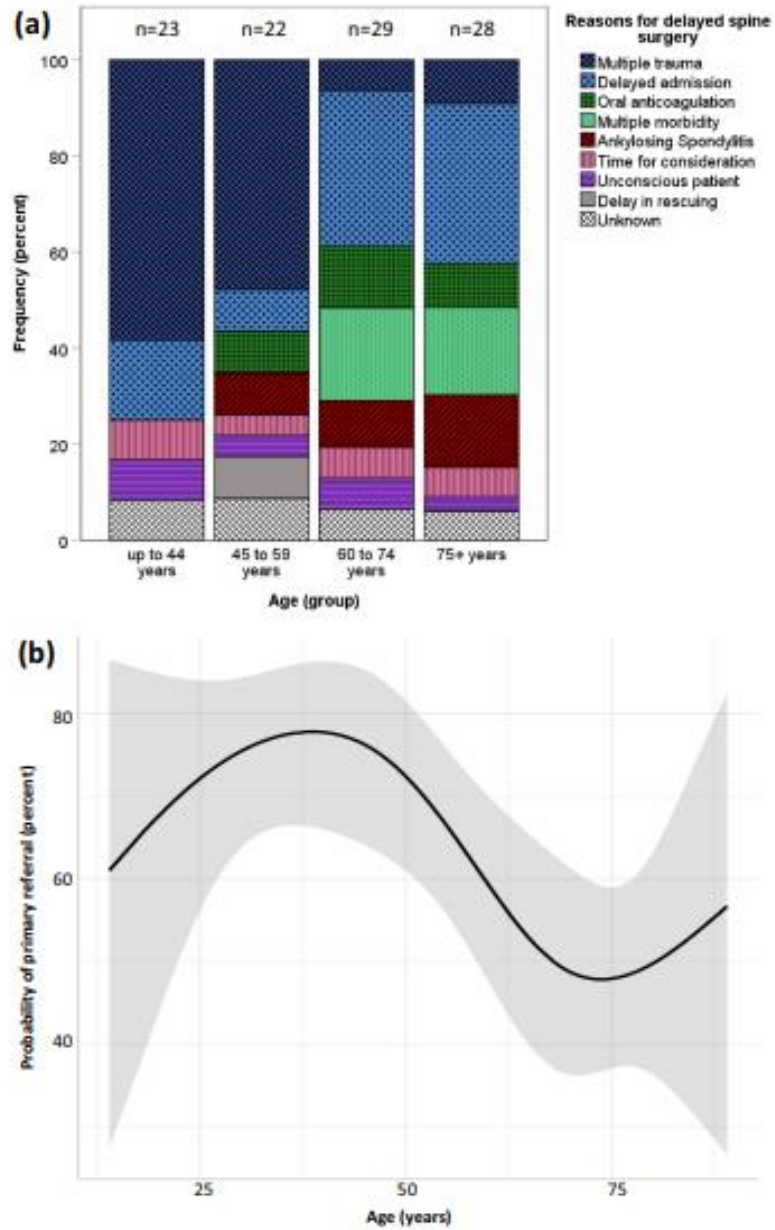 (a)
n=23 n=22 n=29 n=28
Reasons for delayed spine
surgery
Multiple trauma
Delayed admission
Oral anticoagulation
Multiple morbidity
Ankylosing Spondylitis
Time for consideration
Unconscious patient
Delay in rescuing
Unknown
Frequency (percent)
100
80
60
40
20
0
up to 44 45 to 59 60 to 74 75+ years
years years years
Age (group)
(b)
Probability of primary referral (percent)
80
60
40
25 50 75
Age (years)